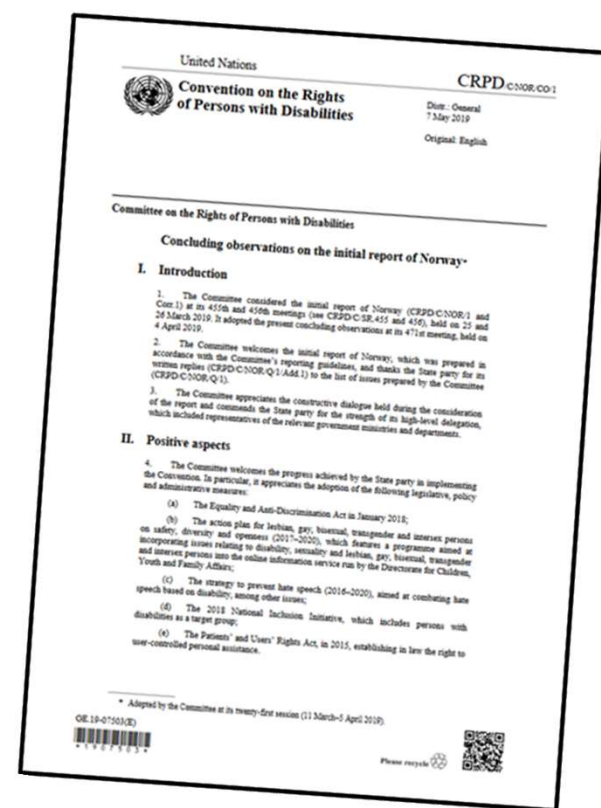 United Nations
CRPD/C/NOR/CO/1
Convention on the Rights
of Persons with Disabilities
Distr.: General
7 May 2019
Original: English
Committee on the Rights of Persons with Disabilities
Concluding observations on the initial report of Norway*
I. Introduction
1. The Committee considered the initial report of Norway (CRPD/C/NOR/1 and
Corr.1) at its 455th and 456th meetings (see CRPD/C/SR.455 and 456), held on 25 and
26 March 2019. It adopted the present concluding observations at its 471st meeting, held on
4 April 2019.
2. The Committee welcomes the initial report of Norway, which was prepared in
accordance with the Committee's reporting guidelines, and thanks the State party for its
written replies (CRPD/C/NOR/Q/1/Add.1) to the list of issues prepared by the Committee
(CRPD/C/NOR/Q/1).
3. The Committee appreciates the constructive dialogue held during the consideration
of the report and commends the State party for the strength of its high-level delegation,
which included representatives of the relevant government ministries and departments.
II. Positive aspects
4. The Committee welcomes the progress achieved by the State party in implementing
the Convention. In particular, it appreciates the adoption of the following legislative, policy
and administrative measures:
(a) The Equality and Anti-Discrimination Act in January 2018;
(b) The action plan for lesbian, gay, bisexual, transgender and intersex persons
on safety, diversity and openness (2017–2020), which features a programme aimed at
incorporating issues relating to disability, sexuality and lesbian, gay, bisexual, transgender
and intersex persons into the online information service run by the Directorate for Children,
Youth and Family Affairs;
(c) The strategy to prevent hate speech (2016–2020), aimed at combating hate
speech based on disability, among other issues;
(d) The 2018 National Inclusion Initiative, which includes persons with
disabilities as a target group;
(e) The Patients' and Users' Rights Act, in 2015, establishing in law the right to
user-controlled personal assistance.
* Adopted by the Committee at its twenty-first session (11 March–5 April 2019).
GE.19-07503(E)
*1907503*
Please recycle